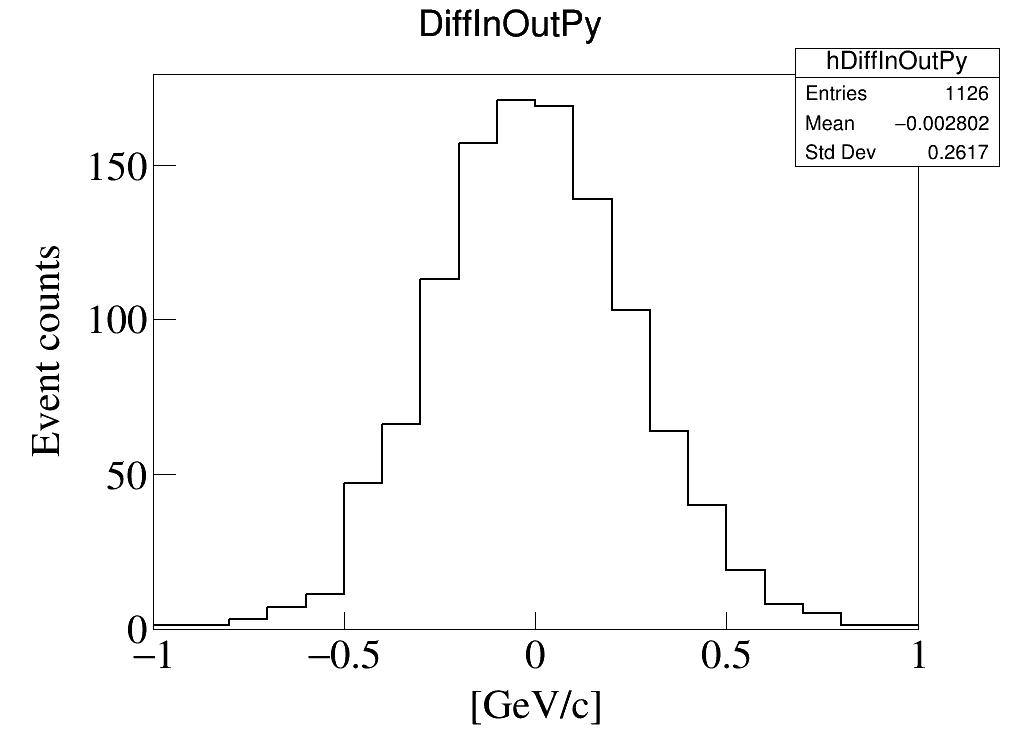 DiffInOutPy
hDiffInOutPy
Entries 1126
Mean −0.002802
Std Dev 0.2617
Event counts
150
100
50
0
−1 −0.5 0 0.5 1
[GeV/c]